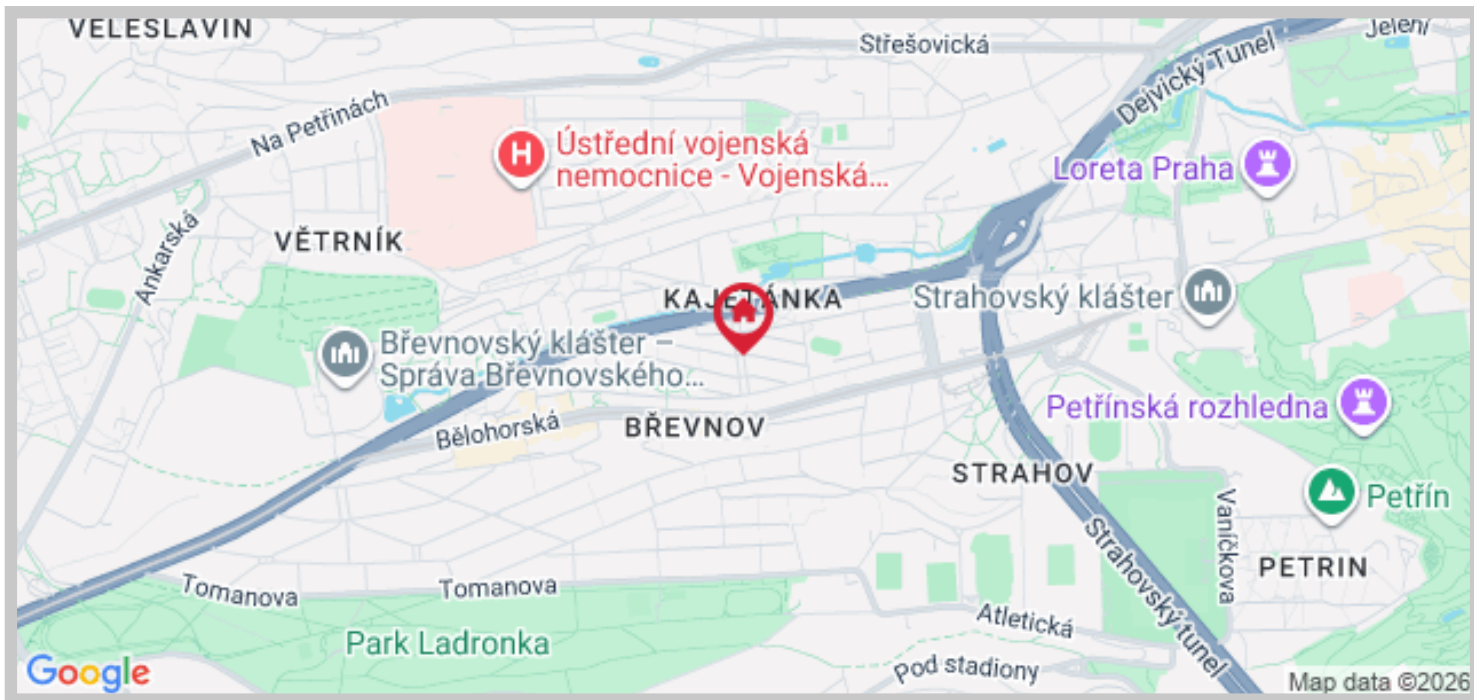 VELESLAVIN
Střešovická
Jelení
Dejvický Tunel
Na Petřinách
Ústřední vojenská
nemocnice - Vojenská...
Loreta Praha
Ankarská
VĚTRNÍK
KAJETÁNKA
Strahovský klášter
Břevnovský klášter –
Správa Břevnovského...
Petřínská rozhledna
Bělohorská
BŘEVNOV
STRAHOV
Petřín
Vaníčkova
Strahovský tunel
PETRIN
Tomanova
Tomanova
Atletická
Park Ladronka
Pod stadiony
Google
Map data ©2026